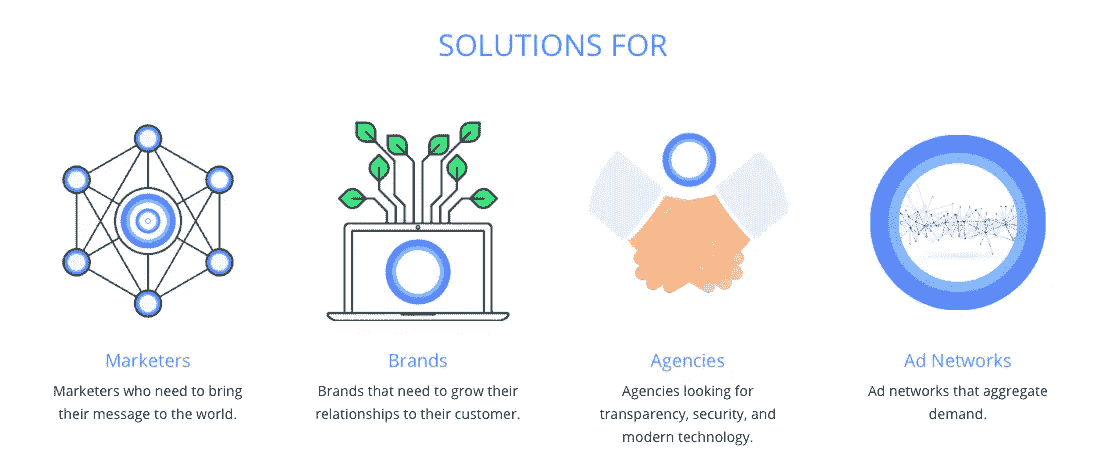 SOLUTIONS FOR
Marketers
Marketers who need to bring
their message to the world.
Brands
Brands that need to grow their
relationships to their customer.
Agencies
Agencies looking for
transparency, security, and
modern technology.
Ad Networks
Ad networks that aggregate
demand.